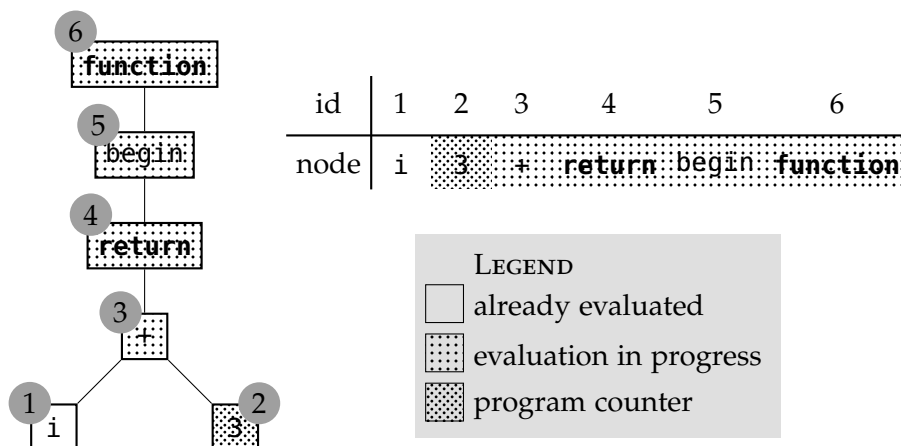 6
function
5
begin
4
return
3
+
1
i
2
3
id 1 2 3 4 5 6
node i 3 + return begin function
LEGEND
already evaluated
evaluation in progress
program counter